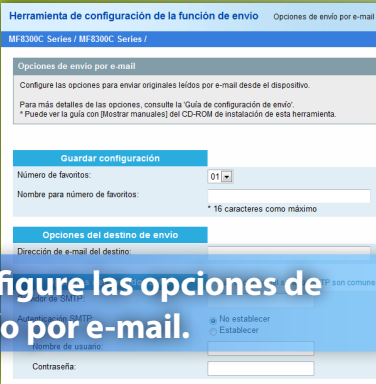 Herramienta de configuración de la función de envío Opciones de envío por e-mail
MF8300C Series / MF8300C Series /
Opciones de envío por e-mail
Configure las opciones para enviar originales leídos por e-mail desde el dispositivo.
Para más detalles de las opciones, consulte la 'Guía de configuración de envío'.
* Puede ver la guía con [Mostrar manuales] del CD-ROM de instalación de esta herramienta.
Guardar configuración
Número de favoritos: 01
Nombre para número de favoritos:
* 16 caracteres como máximo
Opciones del destino de envío
Dirección de e-mail del destino:
figure las opciones de
o por e-mail.
TP son comune
de SMTP:
Autenticación SMTP: No establecer
Establecer
Nombre de usuario:
Contraseña: